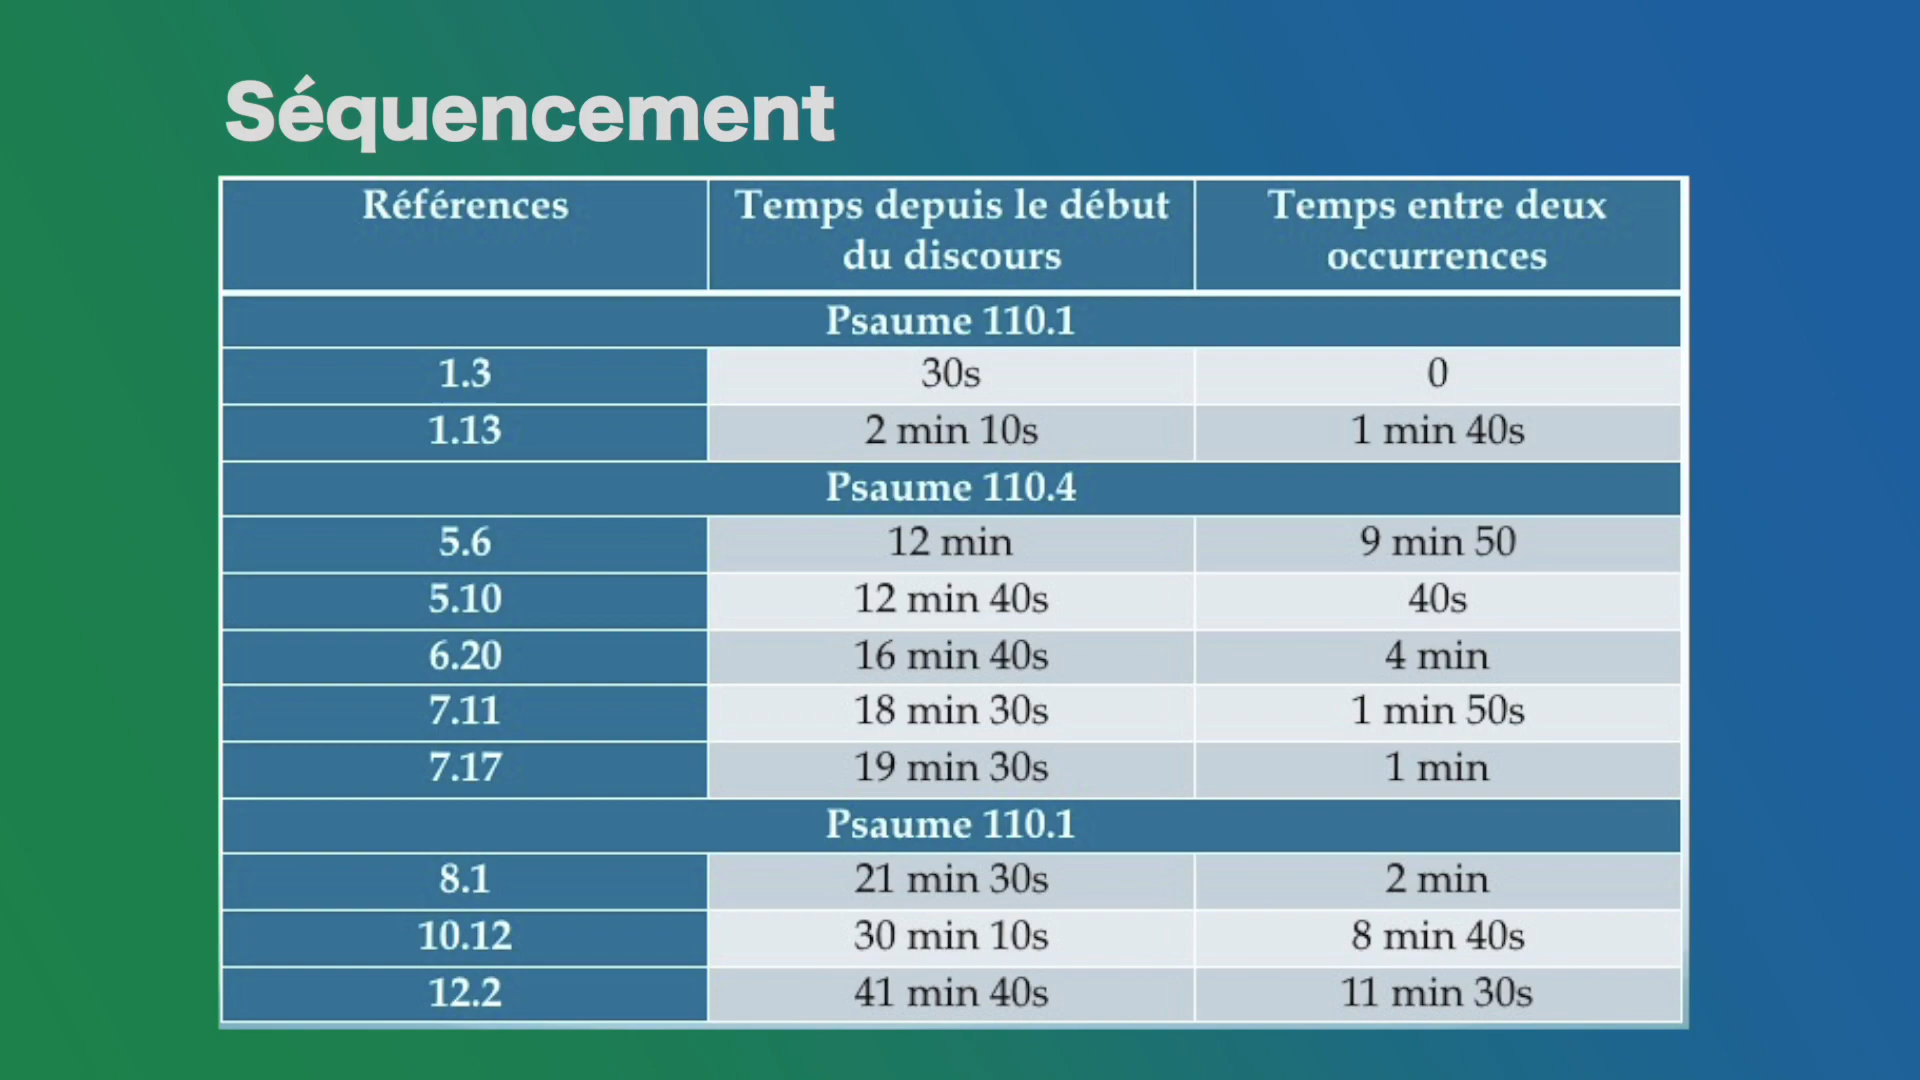 Séquencement
Références Temps depuis le début du discours Temps entre deux occurrences
Psaume 110.1
1.3 30s 0
1.13 2 min 10s 1 min 40s
Psaume 110.4
5.6 12 min 9 min 50
5.10 12 min 40s 40s
6.20 16 min 40s 4 min
7.11 18 min 30s 1 min 50s
7.17 19 min 30s 1 min
Psaume 110.1
8.1 21 min 30s 2 min
10.12 30 min 10s 8 min 40s
12.2 41 min 40s 11 min 30s